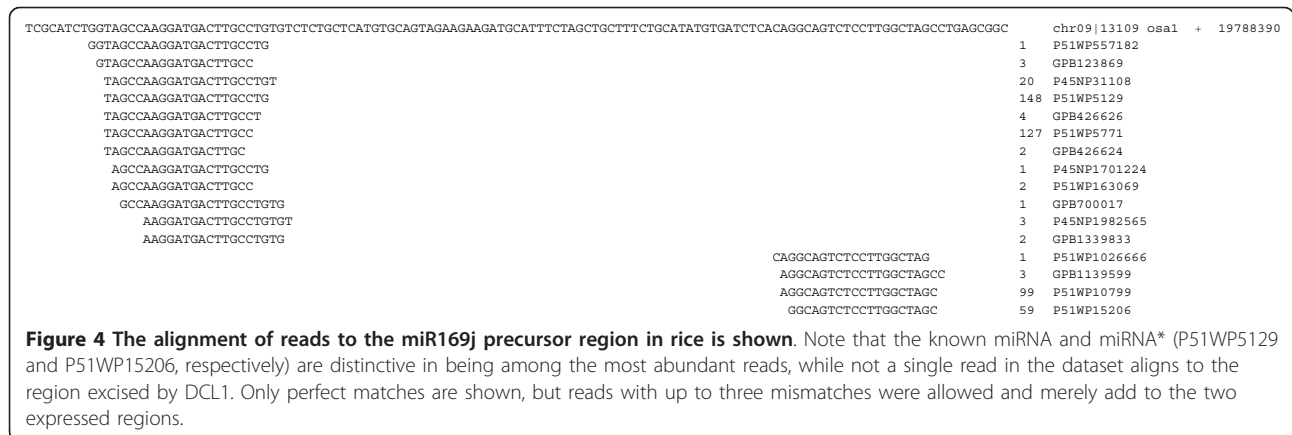 TCGCATCTGGTAGCCAAGGATGACTTGCCTGTGTCTCTGCTCATGTGCAGTAGAAGAAGATGCATTTCTAGCTGCTTTCTGCATATGTGATCTCACAGGCAGTCTCCTTGGCTAGCCTGAGCGGC chr09|13109 osa1 + 19788390
GGTAGCCAAGGATGACTTGCCTG 1 P51WP557182
GTAGCCAAGGATGACTTGCC 3 GPB123869
TAGCCAAGGATGACTTGCCTGT 20 P45NP31108
TAGCCAAGGATGACTTGCCTG 148 P51WP5129
TAGCCAAGGATGACTTGCCT 4 GPB426626
TAGCCAAGGATGACTTGCC 127 P51WP5771
TAGCCAAGGATGACTTGC 2 GPB426624
AGCCAAGGATGACTTGCCTG 1 P45NP1701224
AGCCAAGGATGACTTGCC 2 P51WP163069
GCCAAGGATGACTTGCCTGTG 1 GPB700017
AAGGATGACTTGCCTGTGT 3 P45NP1982565
AAGGATGACTTGCCTGTG 2 GPB1339833
CAGGCAGTCTCCTTGGCTAG 1 P51WP1026666
AGGCAGTCTCCTTGGCTAGCC 3 GPB1139599
AGGCAGTCTCCTTGGCTAGC 99 P51WP10799
GGCAGTCTCCTTGGCTAGC 59 P51WP15206
Figure 4 The alignment of reads to the miR169j precursor region in rice is shown. Note that the known miRNA and miRNA* (P51WP5129
and P51WP15206, respectively) are distinctive in being among the most abundant reads, while not a single read in the dataset aligns to the
region excised by DCL1. Only perfect matches are shown, but reads with up to three mismatches were allowed and merely add to the two
expressed regions.